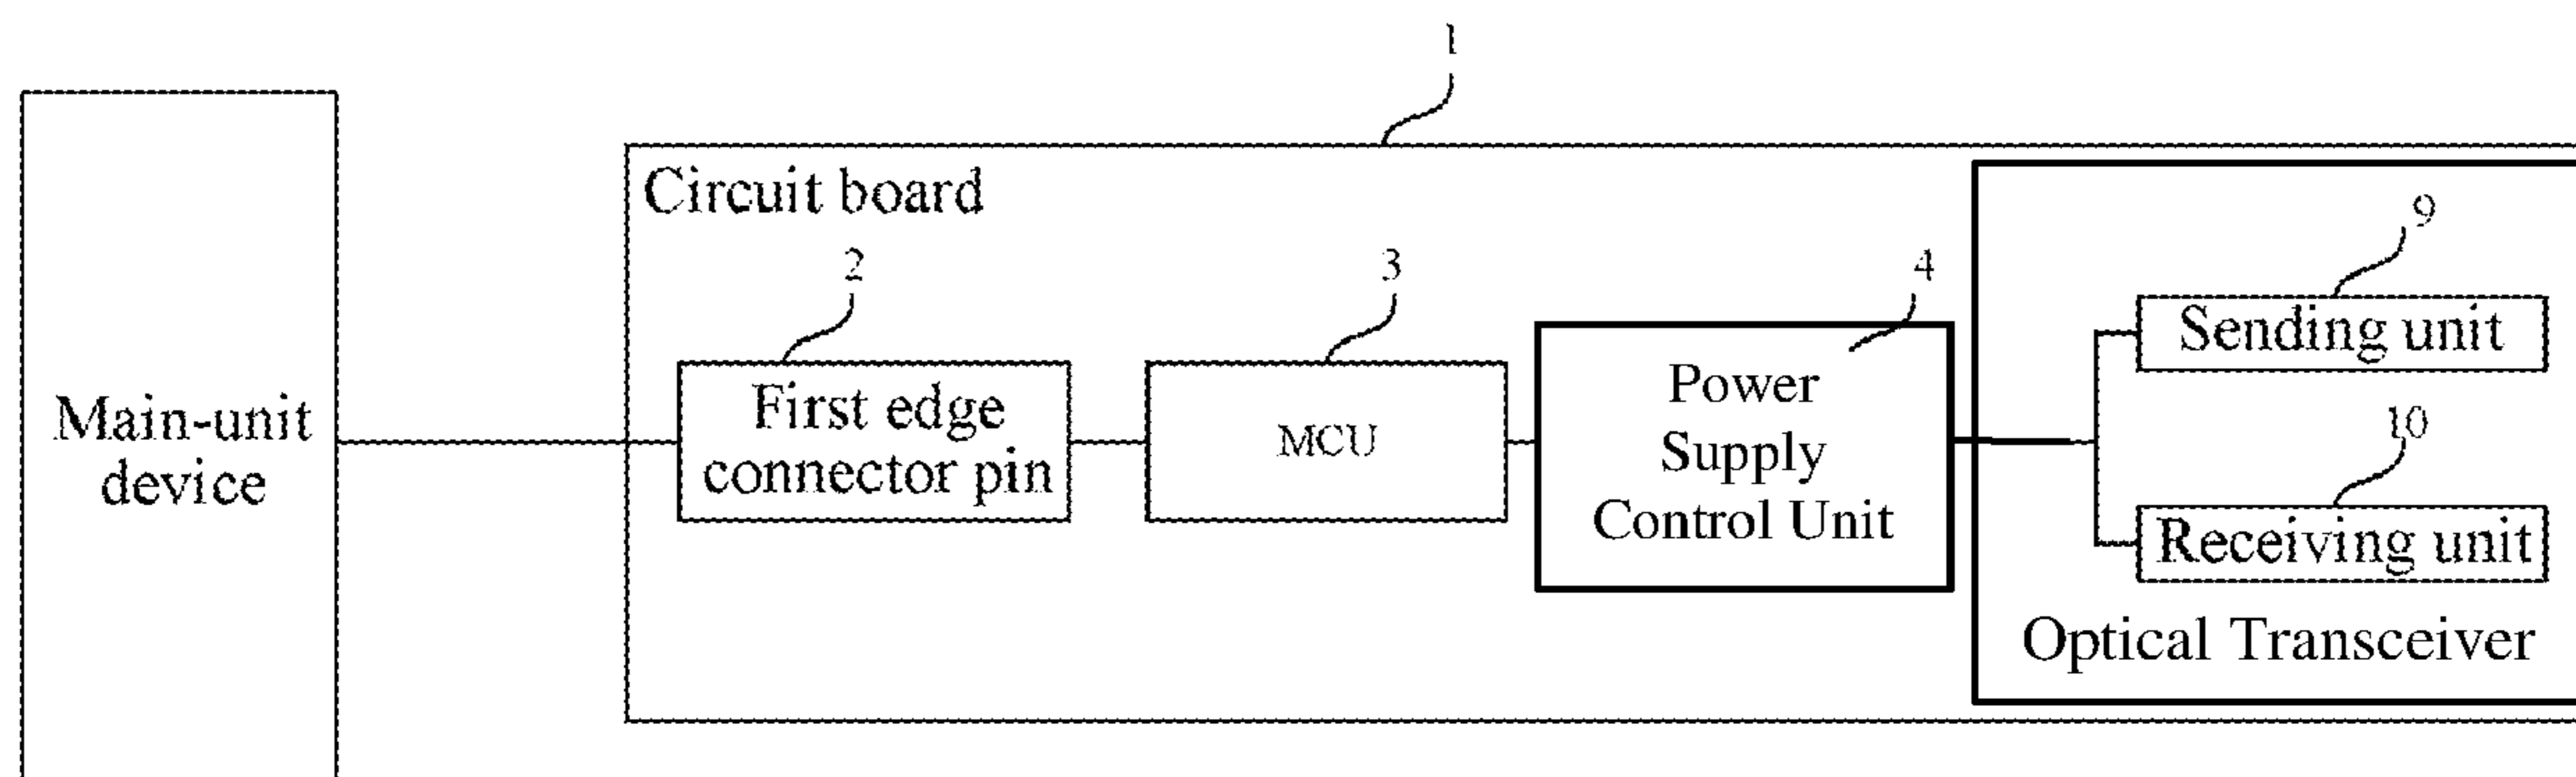 1
Circuit board
9
2
3
4
Sending unit
Main-unit
device
First edge
connector pin
MCU
Power
Supply
Control Unit
10
Receiving unit
Optical Transceiver